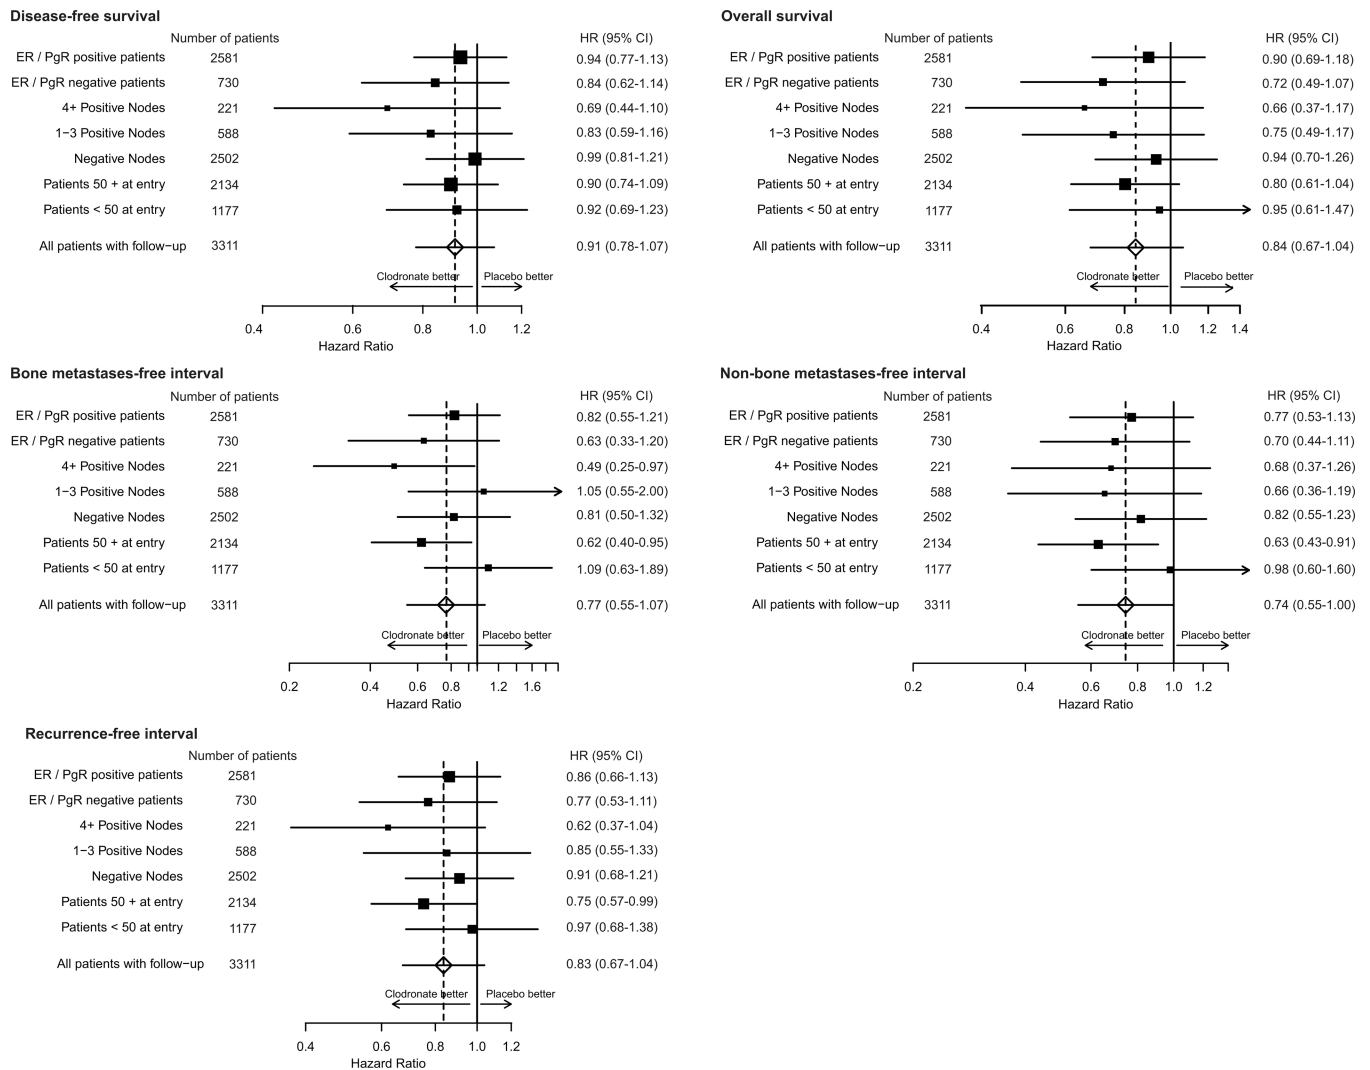 Disease-free survival
Number of patients HR (95% CI)
ER / PgR positive patients 2581 0.94 (0.77-1.13)
ER / PgR negative patients 730 0.84 (0.62-1.14)
4+ Positive Nodes 221 0.69 (0.44-1.10)
1−3 Positive Nodes 588 0.83 (0.59-1.16)
Negative Nodes 2502 0.99 (0.81-1.21)
Patients 50 + at entry 2134 0.90 (0.74-1.09)
Patients < 50 at entry 1177 0.92 (0.69-1.23)
All patients with follow−up 3311 0.91 (0.78-1.07)
Clodronate better Placebo better
0.4 0.6 0.8 1.0 1.2
Hazard Ratio
Overall survival
Number of patients HR (95% CI)
ER / PgR positive patients 2581 0.90 (0.69-1.18)
ER / PgR negative patients 730 0.72 (0.49-1.07)
4+ Positive Nodes 221 0.66 (0.37-1.17)
1−3 Positive Nodes 588 0.75 (0.49-1.17)
Negative Nodes 2502 0.94 (0.70-1.26)
Patients 50 + at entry 2134 0.80 (0.61-1.04)
Patients < 50 at entry 1177 0.95 (0.61-1.47)
All patients with follow−up 3311 0.84 (0.67-1.04)
Clodronate better Placebo better
0.4 0.6 0.8 1.0 1.2 1.4
Hazard Ratio
Bone metastases-free interval
Number of patients HR (95% CI)
ER / PgR positive patients 2581 0.82 (0.55-1.21)
ER / PgR negative patients 730 0.63 (0.33-1.20)
4+ Positive Nodes 221 0.49 (0.25-0.97)
1−3 Positive Nodes 588 1.05 (0.55-2.00)
Negative Nodes 2502 0.81 (0.50-1.32)
Patients 50 + at entry 2134 0.62 (0.40-0.95)
Patients < 50 at entry 1177 1.09 (0.63-1.89)
All patients with follow−up 3311 0.77 (0.55-1.07)
Clodronate better Placebo better
0.2 0.4 0.6 0.8 1.0 1.2 1.6
Hazard Ratio
Non-bone metastases-free interval
Number of patients HR (95% CI)
ER / PgR positive patients 2581 0.77 (0.53-1.13)
ER / PgR negative patients 730 0.70 (0.44-1.11)
4+ Positive Nodes 221 0.68 (0.37-1.26)
1−3 Positive Nodes 588 0.66 (0.36-1.19)
Negative Nodes 2502 0.82 (0.55-1.23)
Patients 50 + at entry 2134 0.63 (0.43-0.91)
Patients < 50 at entry 1177 0.98 (0.60-1.60)
All patients with follow−up 3311 0.74 (0.55-1.00)
Clodronate better Placebo better
0.2 0.4 0.6 0.8 1.0 1.2
Hazard Ratio
Recurrence-free interval
Number of patients HR (95% CI)
ER / PgR positive patients 2581 0.86 (0.66-1.13)
ER / PgR negative patients 730 0.77 (0.53-1.11)
4+ Positive Nodes 221 0.62 (0.37-1.04)
1−3 Positive Nodes 588 0.85 (0.55-1.33)
Negative Nodes 2502 0.91 (0.68-1.21)
Patients 50 + at entry 2134 0.75 (0.57-0.99)
Patients < 50 at entry 1177 0.97 (0.68-1.38)
All patients with follow−up 3311 0.83 (0.67-1.04)
Clodronate better Placebo better
0.4 0.6 0.8 1.0 1.2
Hazard Ratio